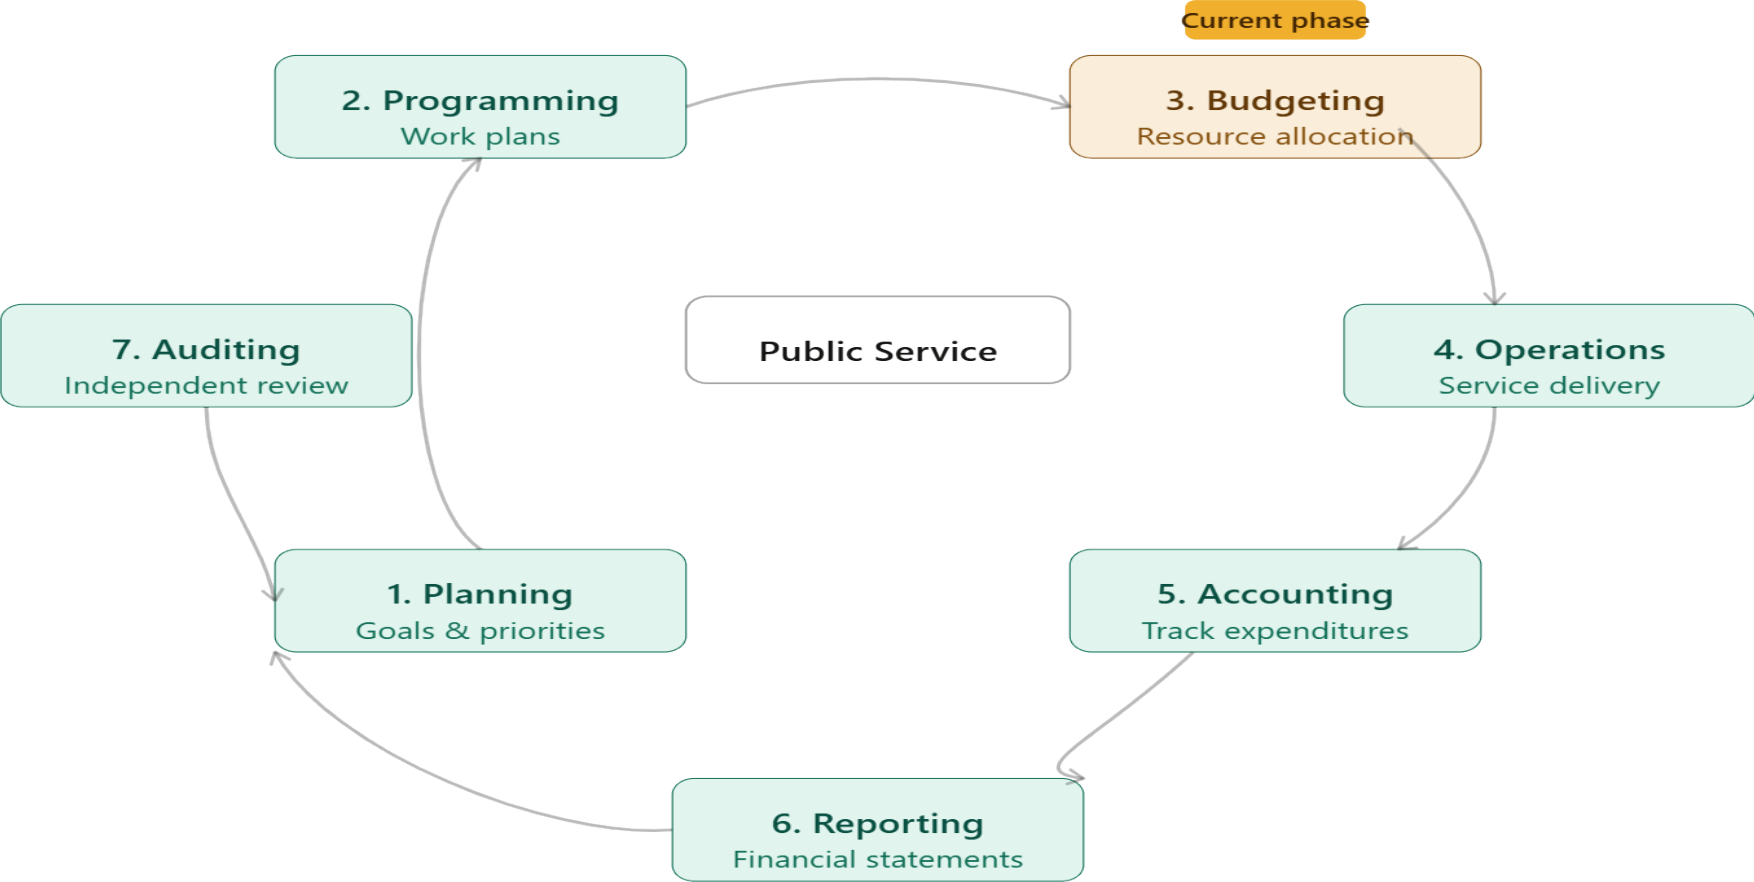 Current phase
2. Programming
Work plans
3. Budgeting
Resource allocation
7. Auditing
Independent review
Public Service
4. Operations
Service delivery
1. Planning
Goals & priorities
5. Accounting
Track expenditures
6. Reporting
Financial statements